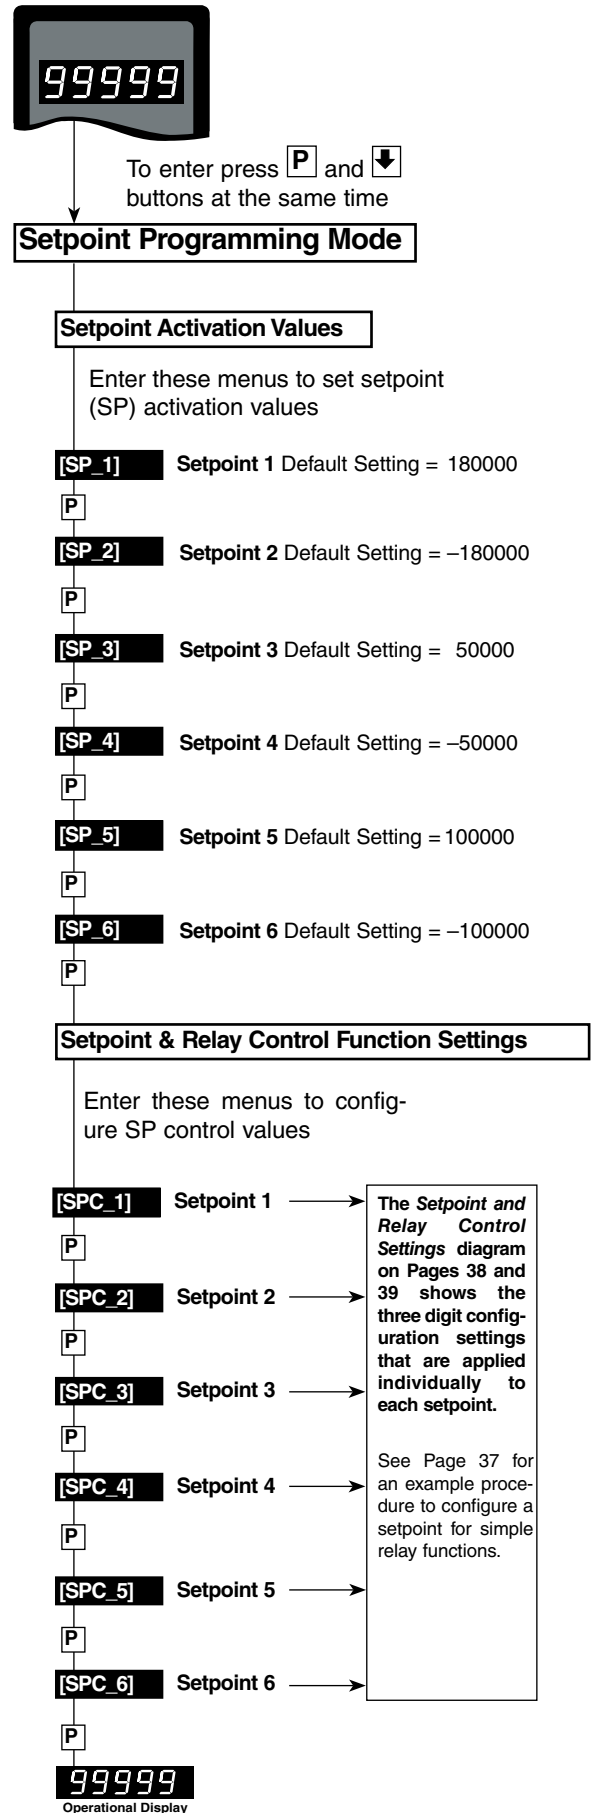 99999
To enter press P and
buttons at the same time
Setpoint Programming Mode
Setpoint Activation Values
Enter these menus to set setpoint
(SP) activation values
[SP_1] Setpoint 1 Default Setting = 180000
P
[SP_2] Setpoint 2 Default Setting = –180000
P
[SP_3] Setpoint 3 Default Setting = 50000
P
[SP_4] Setpoint 4 Default Setting = –50000
P
[SP_5] Setpoint 5 Default Setting = 100000
P
[SP_6] Setpoint 6 Default Setting = –100000
P
Setpoint & Relay Control Function Settings
Enter these menus to config-
ure SP control values
[SPC_1] Setpoint 1
P
[SPC_2] Setpoint 2
P
[SPC_3] Setpoint 3
P
[SPC_4] Setpoint 4
P
[SPC_5] Setpoint 5
P
[SPC_6] Setpoint 6
P
The Setpoint and
Relay Control
Settings diagram
on Pages 38 and
39 shows the
three digit config-
uration settings
that are applied
individually to
each setpoint.
See Page 37 for
an example proce-
dure to configure a
setpoint for simple
relay functions.
99999
Operational Display